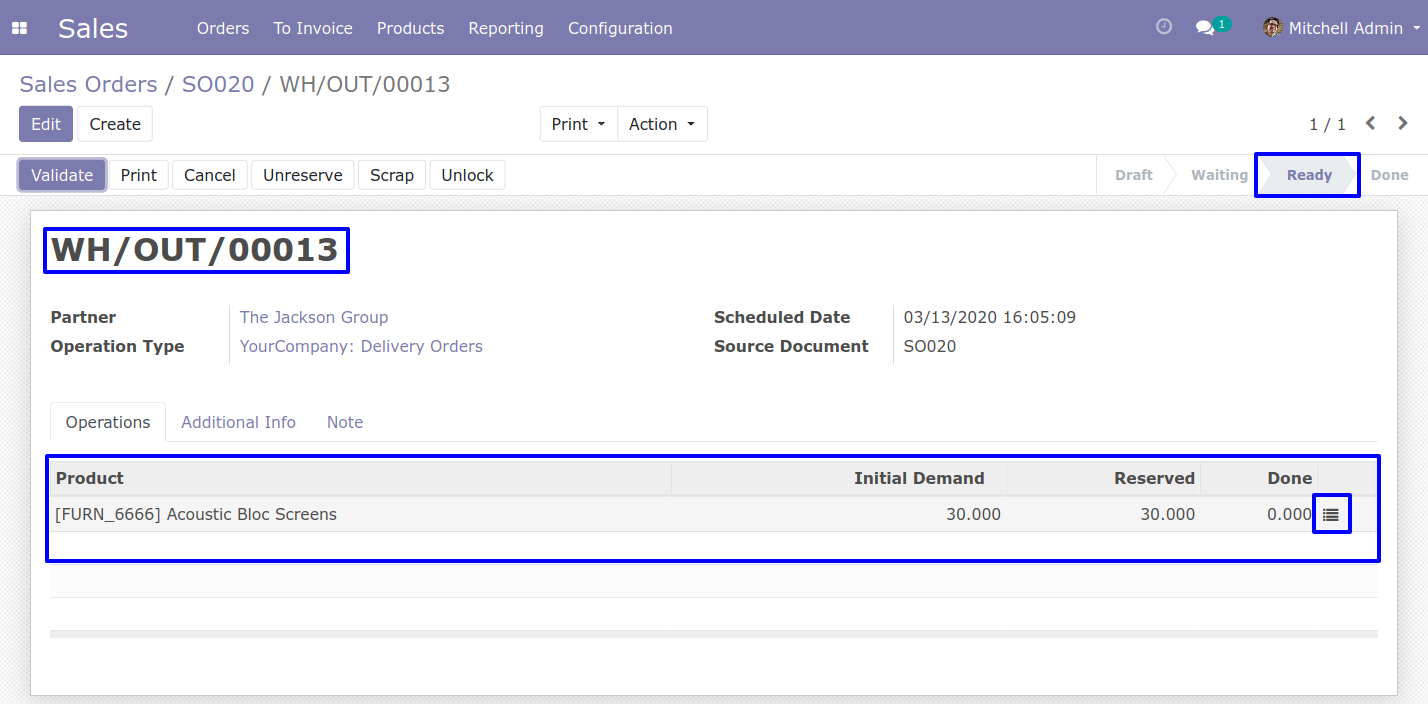 Sales Orders To Invoice Products Reporting Configuration 1 Mitchell Admin
Sales Orders / SO020 / WH/OUT/00013
Edit Create Print Action 1 / 1
Validate Print Cancel Unreserve Scrap Unlock Draft Waiting Ready Done
WH/OUT/00013
Partner The Jackson Group Scheduled Date 03/13/2020 16:05:09
Operation Type YourCompany: Delivery Orders Source Document SO020
Operations Additional Info Note
Product Initial Demand Reserved Done
[FURN_6666] Acoustic Bloc Screens 30.000 30.000 0.000